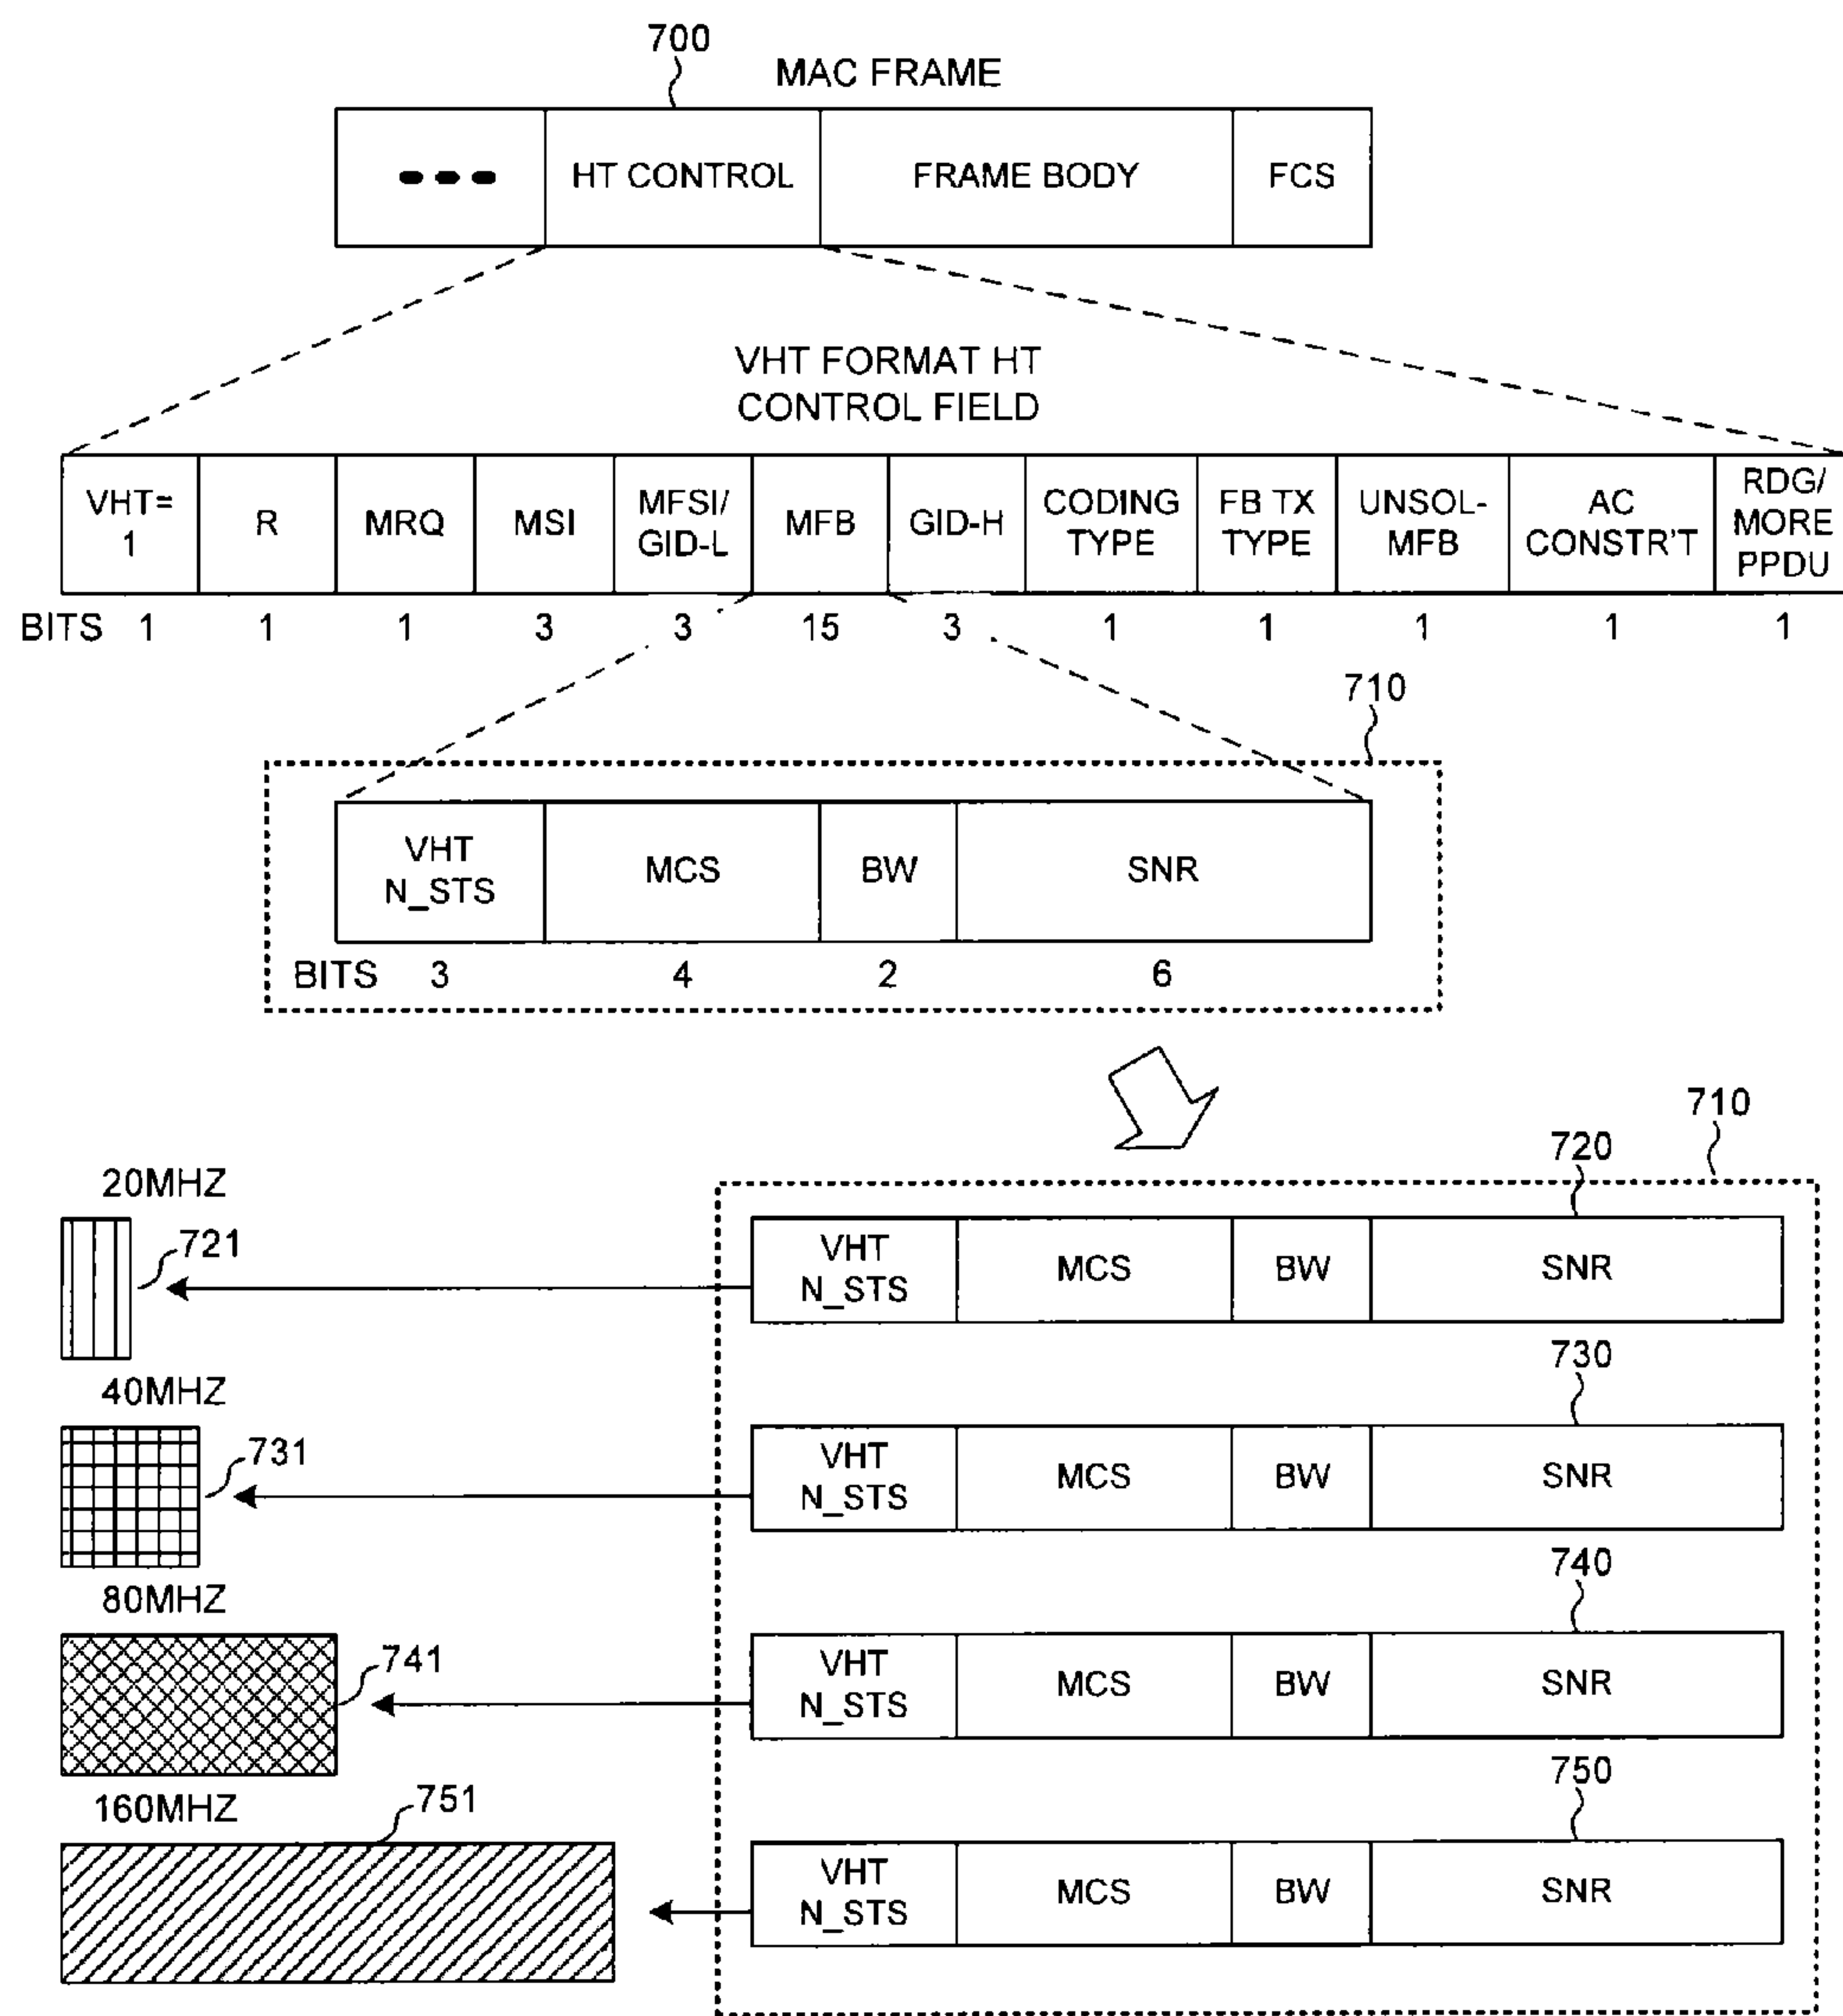 700
MAC FRAME
HT CONTROL FRAME BODY FCS
VHT FORMAT HT
CONTROL FIELD
VHT=
1
R
MRQ
MSI
MFSI/
GID-L
MFB
GID-H
CODING
TYPE
FB TX
TYPE
UNSOL-
MFB
AC
CONSTR'T
RDG/
MORE
PPDU
BITS 1 1 1 3 3 15 3 1 1 1 1 1
710
VHT
N_STS
MCS
BW
SNR
BITS 3 4 2 6
710
20MHZ
721
720
VHT
N_STS
MCS
BW
SNR
40MHZ
731
730
VHT
N_STS
MCS
BW
SNR
80MHZ
741
740
VHT
N_STS
MCS
BW
SNR
160MHZ
751
750
VHT
N_STS
MCS
BW
SNR